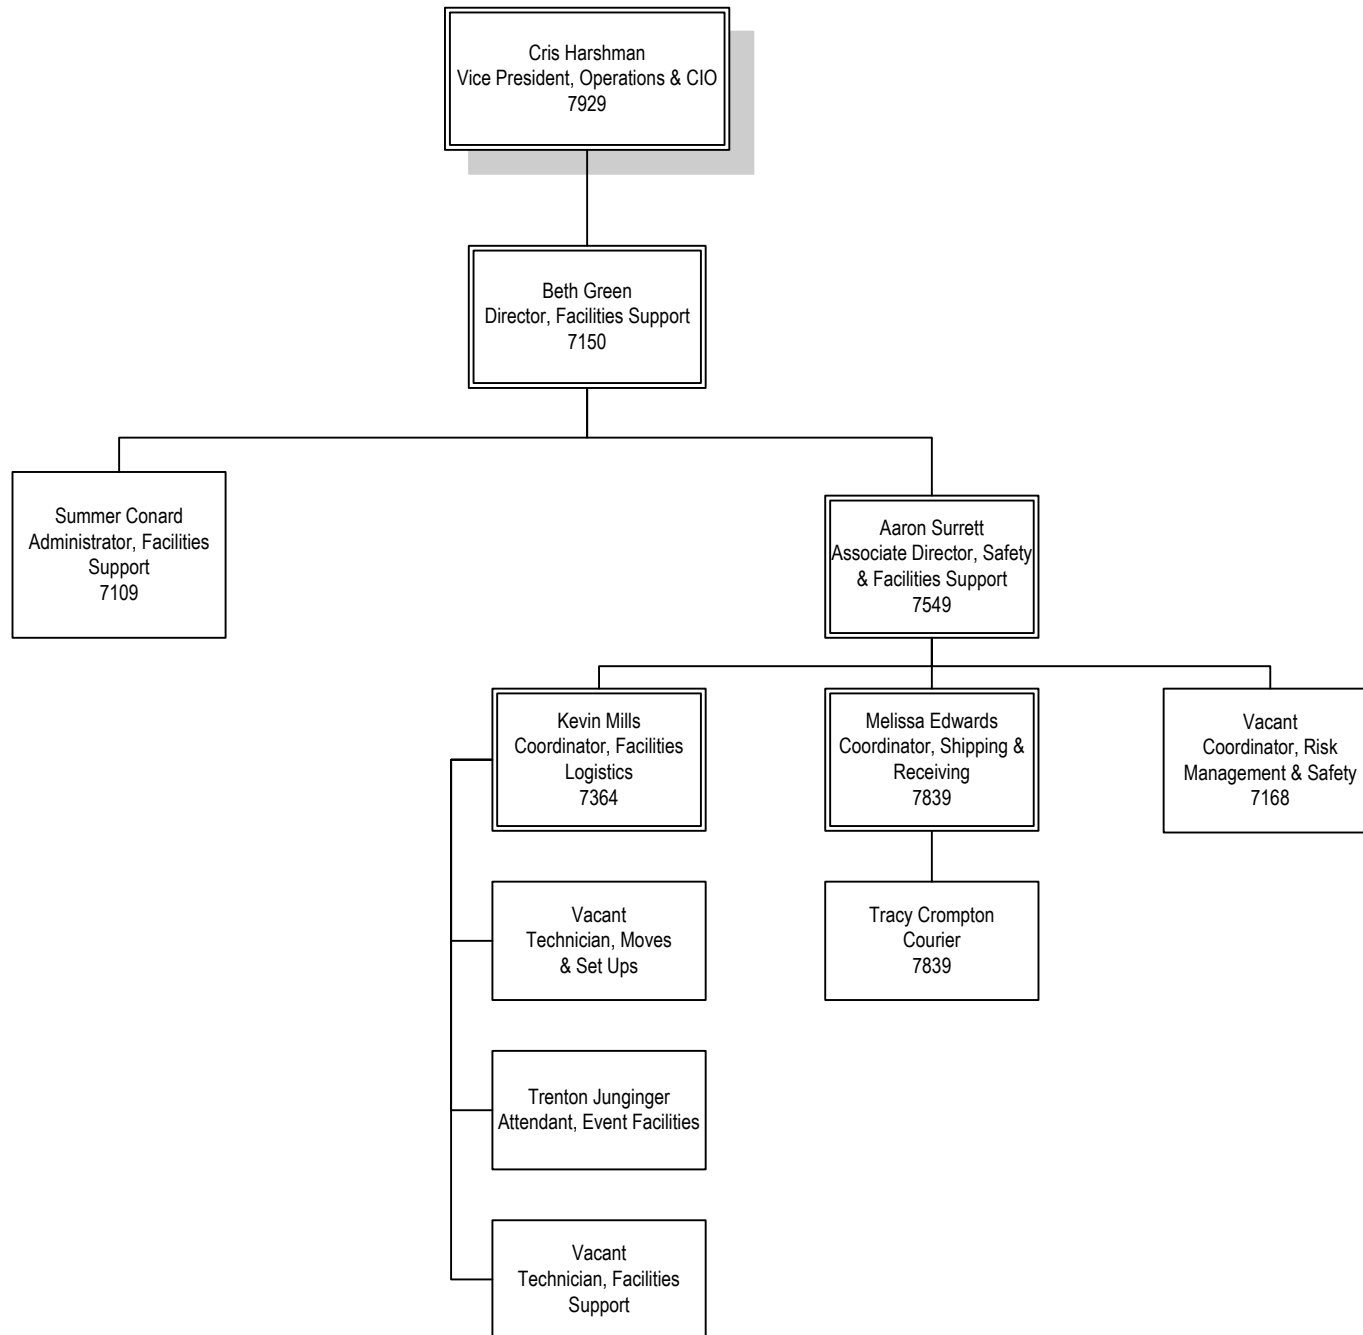 Cris Harshman
Vice President, Operations & CIO
7929
Beth Green
Director, Facilities Support
7150
Summer Conard
Administrator, Facilities
Support
7109
Aaron Surrett
Associate Director, Safety
& Facilities Support
7549
Kevin Mills
Coordinator, Facilities
Logistics
7364
Melissa Edwards
Coordinator, Shipping &
Receiving
7839
Vacant
Coordinator, Risk
Management & Safety
7168
Vacant
Technician, Moves
& Set Ups
Tracy Crompton
Courier
7839
Trenton Junginger
Attendant, Event Facilities
Vacant
Technician, Facilities
Support